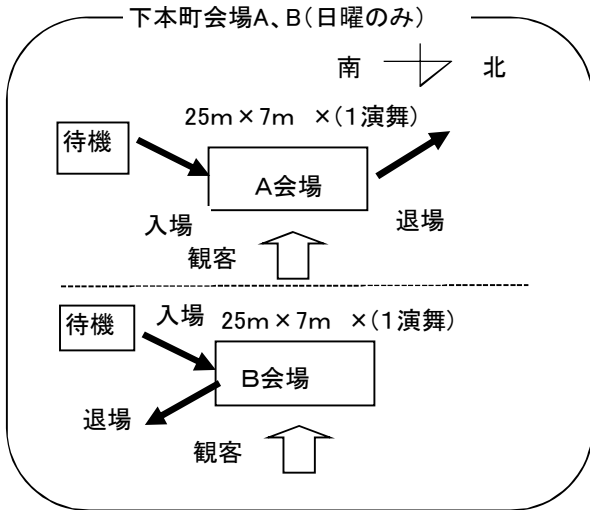 下本町会場A、B(日曜のみ)
南 北
25m×7m ×(1演舞)
待機
A会場
入場
退場
観客
待機
入場
25m×7m ×(1演舞)
B会場
退場
観客